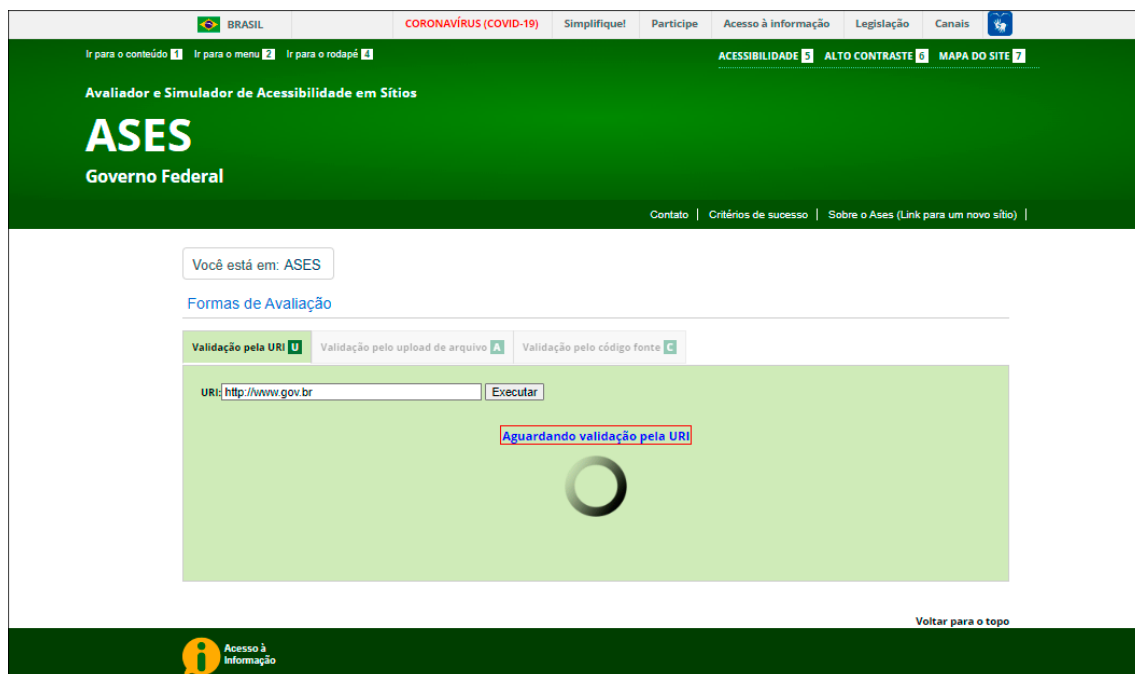 BRASIL CORONAVÍRUS (COVID-19) Simplifique! Participe Acesso à informação Legislação Canais
Ir para o conteúdo 1 Ir para o menu 2 Ir para o rodapé 4 ACESSIBILIDADE 5 ALTO CONTRASTE 6 MAPA DO SITE 7
Avaliador e Simulador de Acessibilidade em Sítios
ASES
Governo Federal
Contato | Critérios de sucesso | Sobre o Ases (Link para um novo sítio) |
Você está em: ASES
Formas de Avaliação
Validação pela URI U Validação pelo upload de arquivo A Validação pelo código fonte C
URI: http://www.gov.br Executar
Aguardando validação pela URI
Voltar para o topo
Acesso à
Informação